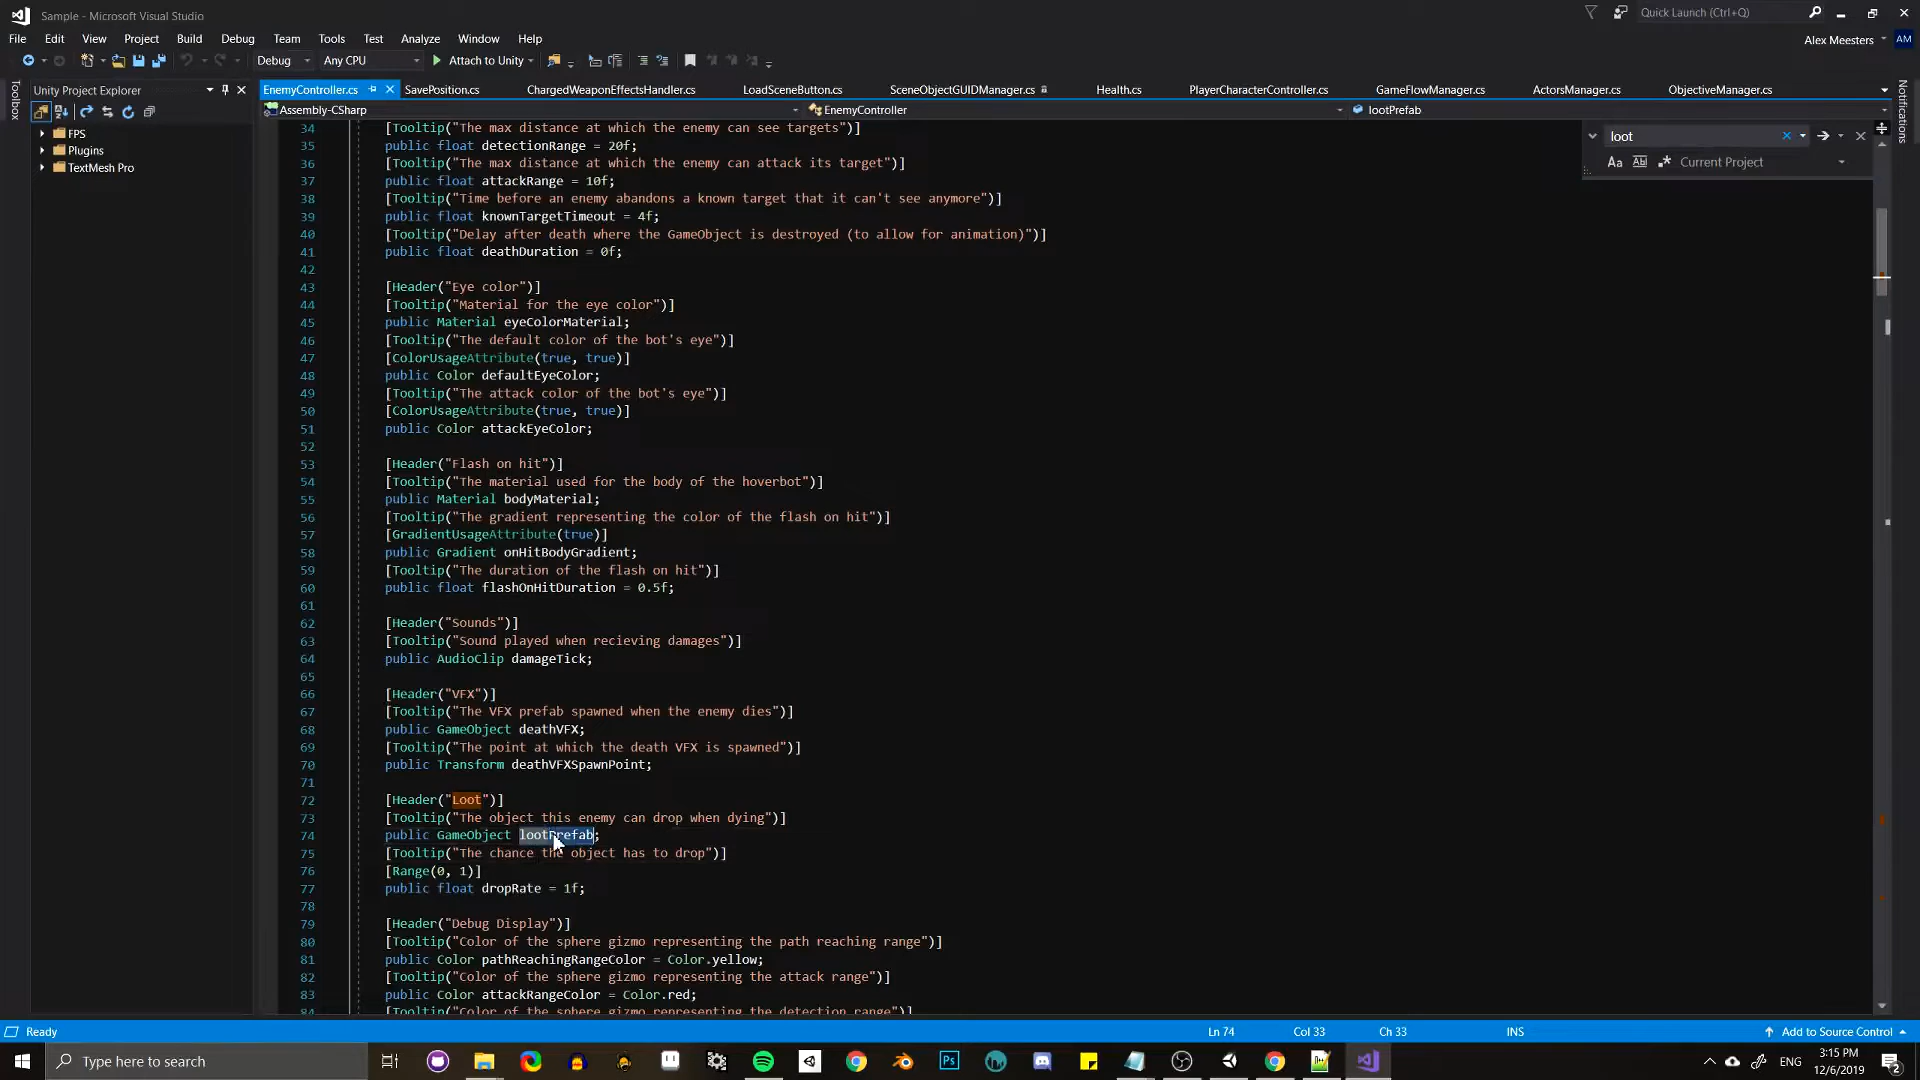 Sample - Microsoft Visual Studio
Quick Launch (Ctrl+Q)
File Edit View Project Build Debug Team Tools Test Analyze Window Help
Alex Meesters AM
Debug Any CPU Attach to Unity
Toolbox
Unity Project Explorer
EnemyController.cs SavePosition.cs ChargedWeaponEffectsHandler.cs LoadSceneButton.cs SceneObjectGUIDManager.cs Health.cs PlayerCharacterController.cs GameFlowManager.cs ActorsManager.cs ObjectiveManager.cs
Notifications
Assembly-CSharp EnemyController lootPrefab
FPS
Plugins
TextMesh Pro
loot
Aa Ab Current Project
34 [Tooltip("The max distance at which the enemy can see targets")]
35 public float detectionRange = 20f;
36 [Tooltip("The max distance at which the enemy can attack its target")]
37 public float attackRange = 10f;
38 [Tooltip("Time before an enemy abandons a known target that it can't see anymore")]
39 public float knownTargetTimeout = 4f;
40 [Tooltip("Delay after death where the GameObject is destroyed (to allow for animation)")]
41 public float deathDuration = 0f;
42
43 [Header("Eye color")]
44 [Tooltip("Material for the eye color")]
45 public Material eyeColorMaterial;
46 [Tooltip("The default color of the bot's eye")]
47 [ColorUsageAttribute(true, true)]
48 public Color defaultEyeColor;
49 [Tooltip("The attack color of the bot's eye")]
50 [ColorUsageAttribute(true, true)]
51 public Color attackEyeColor;
52
53 [Header("Flash on hit")]
54 [Tooltip("The material used for the body of the hoverbot")]
55 public Material bodyMaterial;
56 [Tooltip("The gradient representing the color of the flash on hit")]
57 [GradientUsageAttribute(true)]
58 public Gradient onHitBodyGradient;
59 [Tooltip("The duration of the flash on hit")]
60 public float flashOnHitDuration = 0.5f;
61
62 [Header("Sounds")]
63 [Tooltip("Sound played when recieving damages")]
64 public AudioClip damageTick;
65
66 [Header("VFX")]
67 [Tooltip("The VFX prefab spawned when the enemy dies")]
68 public GameObject deathVFX;
69 [Tooltip("The point at which the death VFX is spawned")]
70 public Transform deathVFXSpawnPoint;
71
72 [Header("Loot")]
73 [Tooltip("The object this enemy can drop when dying")]
74 public GameObject lootPrefab;
75 [Tooltip("The chance the object has to drop")]
76 [Range(0, 1)]
77 public float dropRate = 1f;
78
79 [Header("Debug Display")]
80 [Tooltip("Color of the sphere gizmo representing the path reaching range")]
81 public Color pathReachingRangeColor = Color.yellow;
82 [Tooltip("Color of the sphere gizmo representing the attack range")]
83 public Color attackRangeColor = Color.red;
84 [Tooltip("Color of the sphere gizmo representing the detection range")]
Ready Ln 74 Col 33 Ch 33 INS Add to Source Control
Type here to search
Ps
ENG
3:15 PM
12/6/2019
2